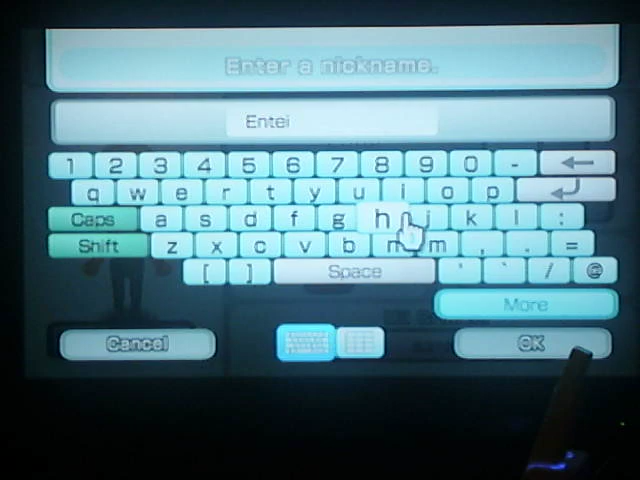 Enter a nickname.
Entei
1 2 3 4 5 6 7 8 9 0 - ←
q w e r t y u i o p
Caps a s d f g h j k l :
Shift z x c v b n m , . =
[ ] Space ' ` / @
More
Cancel OK